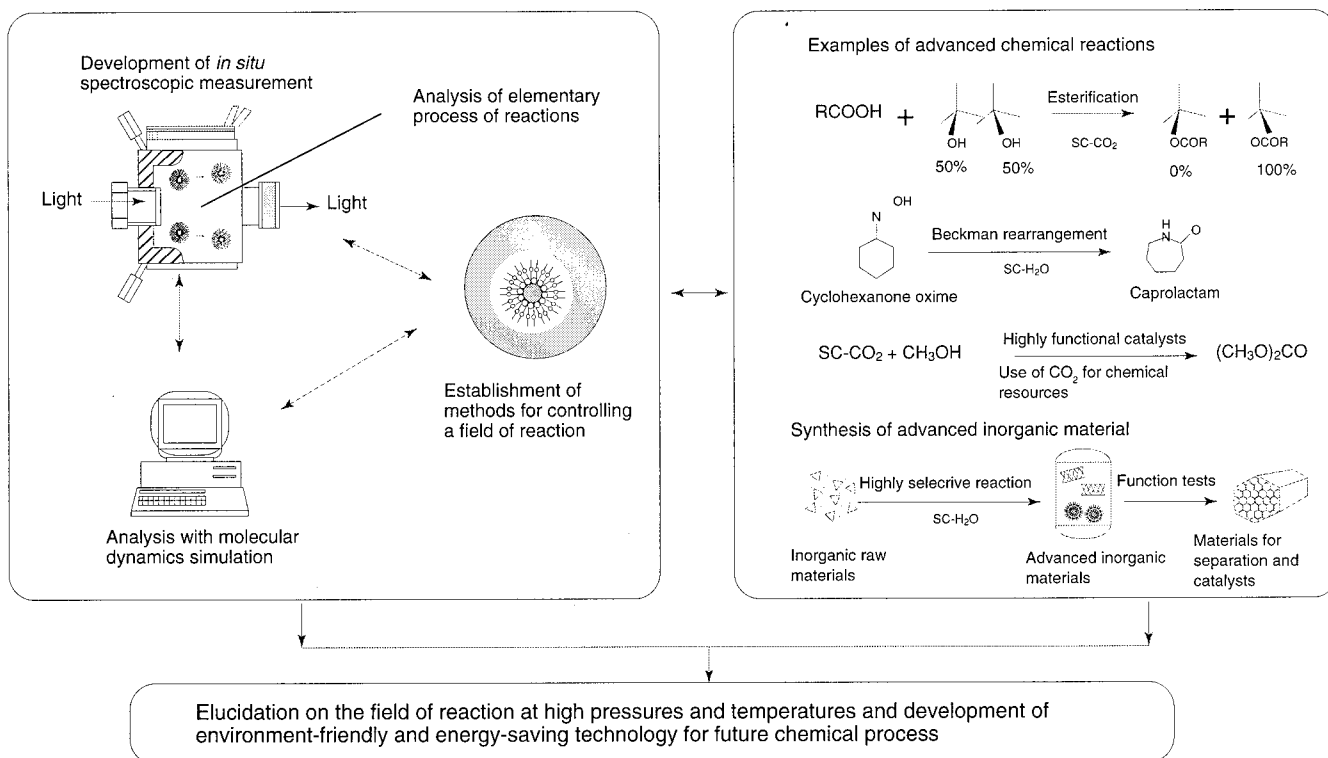 Development of in situ
spectroscopic measurement
Analysis of elementary
process of reactions
Light
Light
Establishment of
methods for controlling
a field of reaction
Analysis with molecular
dynamics simulation
Examples of advanced chemical reactions
RCOOH + OH OH Esterification SC-CO₂ OCOR + OCOR
50% 50% 0% 100%
N OH
Beckman rearrangement
SC-H₂O
H
N O
Cyclohexanone oxime
Caprolactam
SC-CO₂ + CH₃OH
Highly functional catalysts
Use of CO₂ for chemical
resources
(CH₃O)₂CO
Synthesis of advanced inorganic material
Highly selecrive reaction
SC-H₂O
Function tests
Inorganic raw
materials
Advanced inorganic
materials
Materials for
separation and
catalysts
Elucidation on the field of reaction at high pressures and temperatures and development of
environment-friendly and energy-saving technology for future chemical process